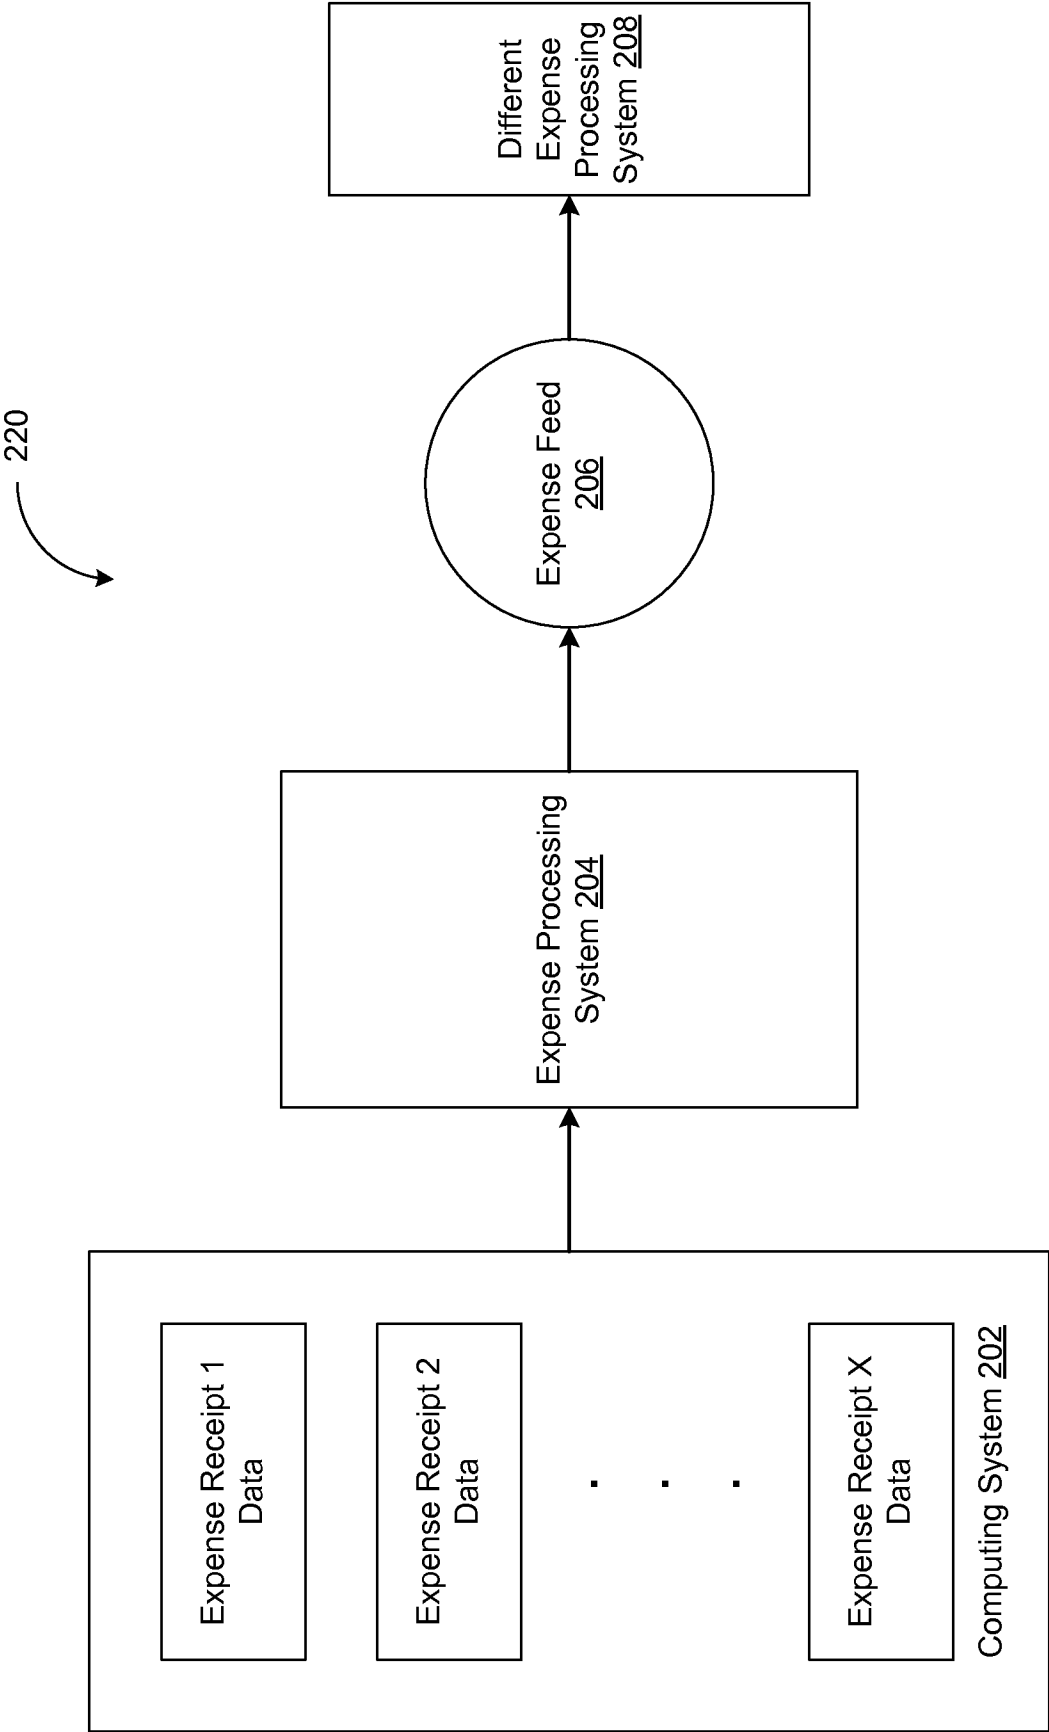 220
Expense Receipt 1
Data
Expense Receipt 2
Data
. . .
Expense Receipt X
Data
Computing System 202
Expense Processing
System 204
Expense Feed
206
Different
Expense
Processing
System 208